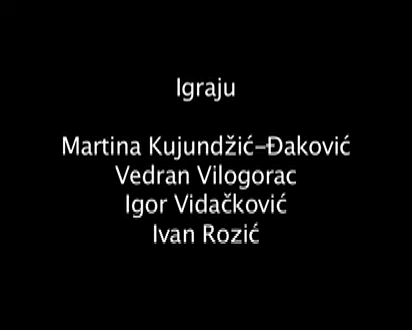 Igraju
Martina Kujundžić-Đaković
Vedran Vilogorac
Igor Vidačković
Ivan Rozić